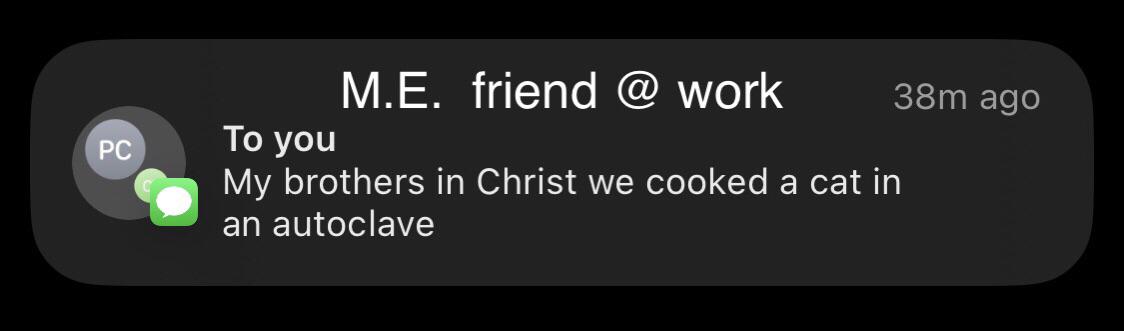 M.E. friend @ work
38m ago
PC
To you
My brothers in Christ we cooked a cat in
an autoclave